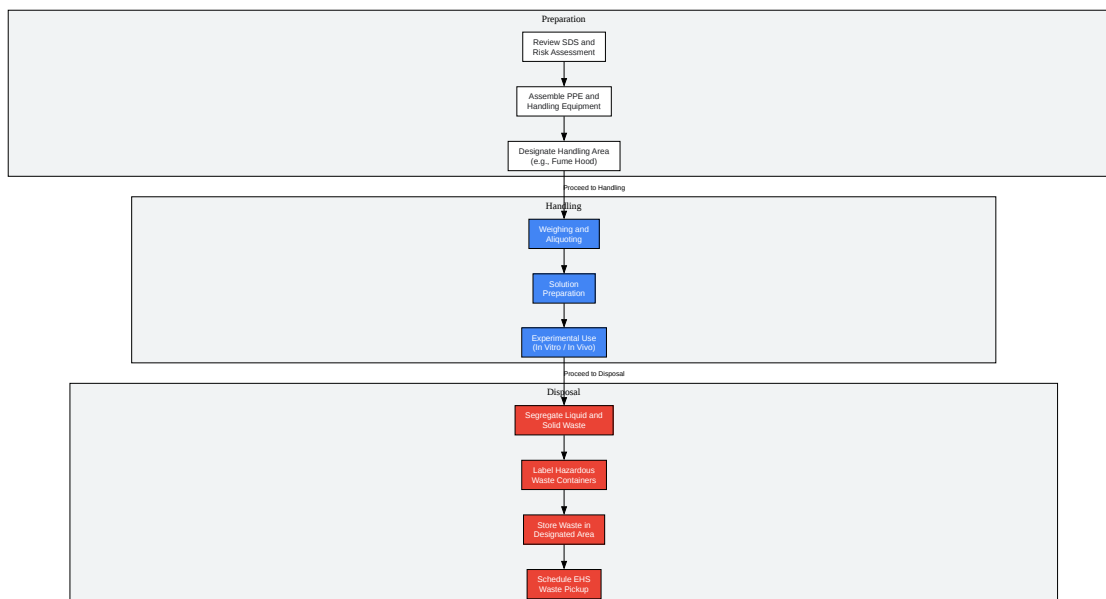 Preparation
Review SDS and
Risk Assessment
Assemble PPE and
Handling Equipment
Designate Handling Area
(e.g., Fume Hood)
Proceed to Handling
Handling
Weighing and
Aliquoting
Solution
Preparation
Experimental Use
(In Vitro / In Vivo)
Proceed to Disposal
Disposal
Segregate Liquid and
Solid Waste
Label Hazardous
Waste Containers
Store Waste in
Designated Area
Schedule EHS
Waste Pickup